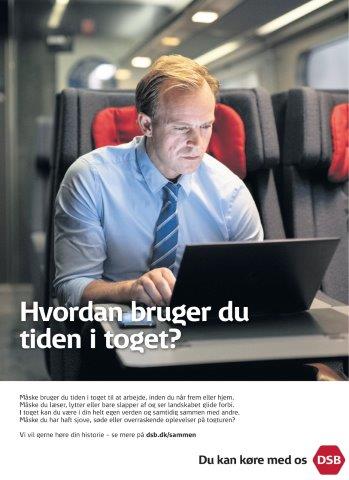 Hvordan bruger du
tiden i toget?
Måske bruger du tiden i toget til at arbejde, inden du når frem eller hjem.
Måske du læser, lytter eller bare slapper af og ser landskabet glide forbi.
I toget kan du være i din helt egen verden og samtidig sammen med andre.
Måske du har haft sjove, søde eller overraskende oplevelser på togturen?
Vi vil gerne høre din historie – se mere på dsb.dk/sammen
Du kan køre med os DSB